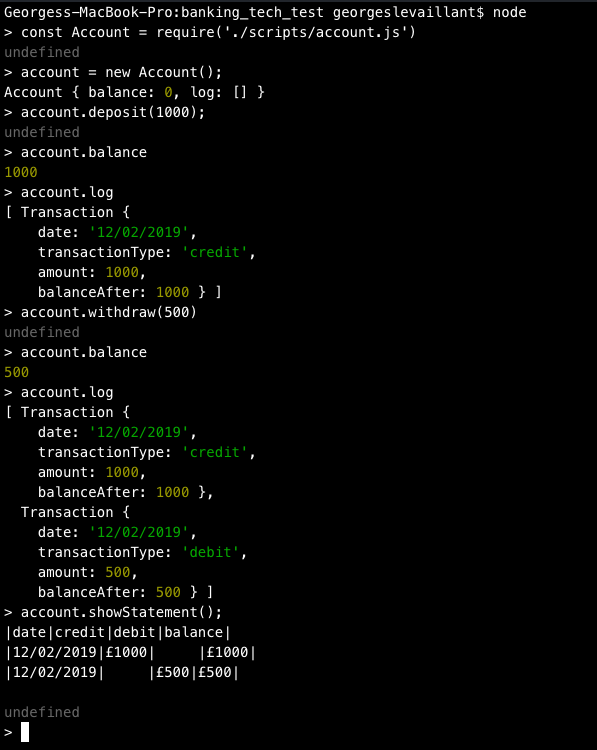 Georgess-MacBook-Pro:banking_tech_test georgeslevaillant$ node
> const Account = require('./scripts/account.js')
undefined
> account = new Account();
Account { balance: 0, log: [] }
> account.deposit(1000);
undefined
> account.balance
1000
> account.log
[ Transaction {
    date: '12/02/2019',
    transactionType: 'credit',
    amount: 1000,
    balanceAfter: 1000 } ]
> account.withdraw(500)
undefined
> account.balance
500
> account.log
[ Transaction {
    date: '12/02/2019',
    transactionType: 'credit',
    amount: 1000,
    balanceAfter: 1000 },
  Transaction {
    date: '12/02/2019',
    transactionType: 'debit',
    amount: 500,
    balanceAfter: 500 } ]
> account.showStatement();
|date|credit|debit|balance|
|12/02/2019|£1000|     |£1000|
|12/02/2019|     |£500|£500|
undefined
>